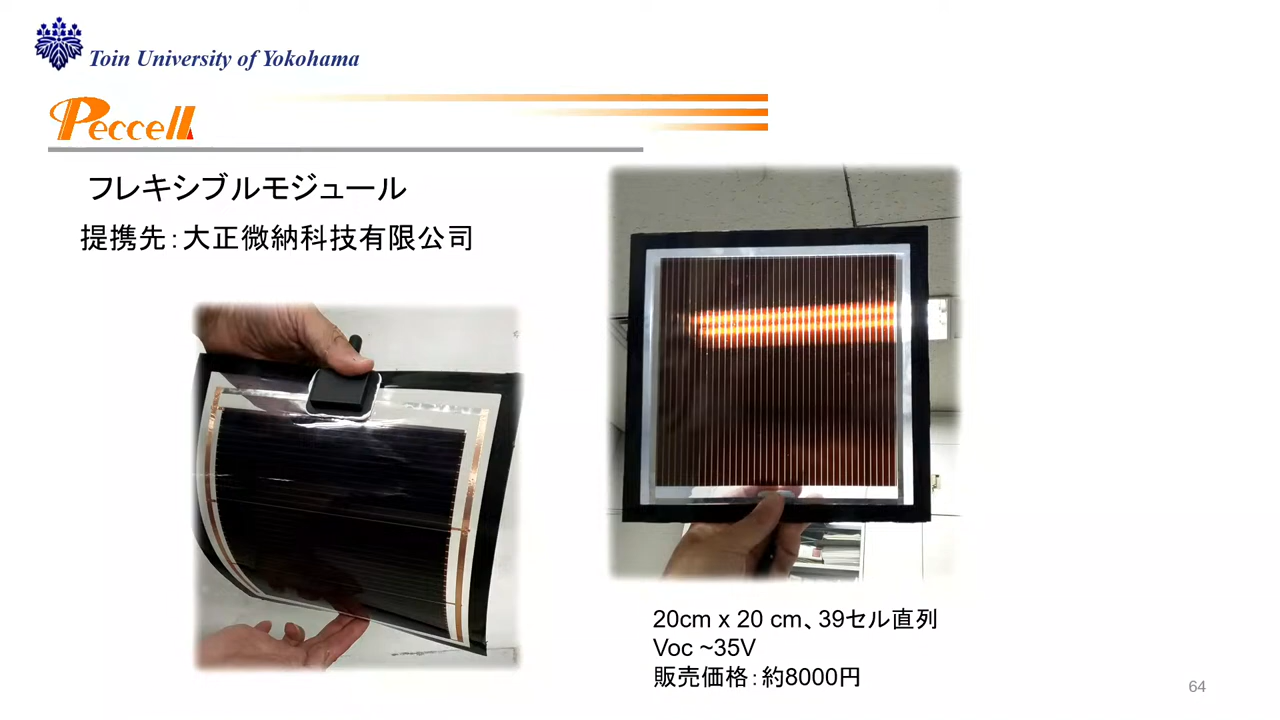 Toin University of Yokohama
Peccell
フレキシブルモジュール
提携先：大正微納科技有限公司
20cm x 20 cm、39セル直列
Voc ~35V
販売価格：約8000円
64